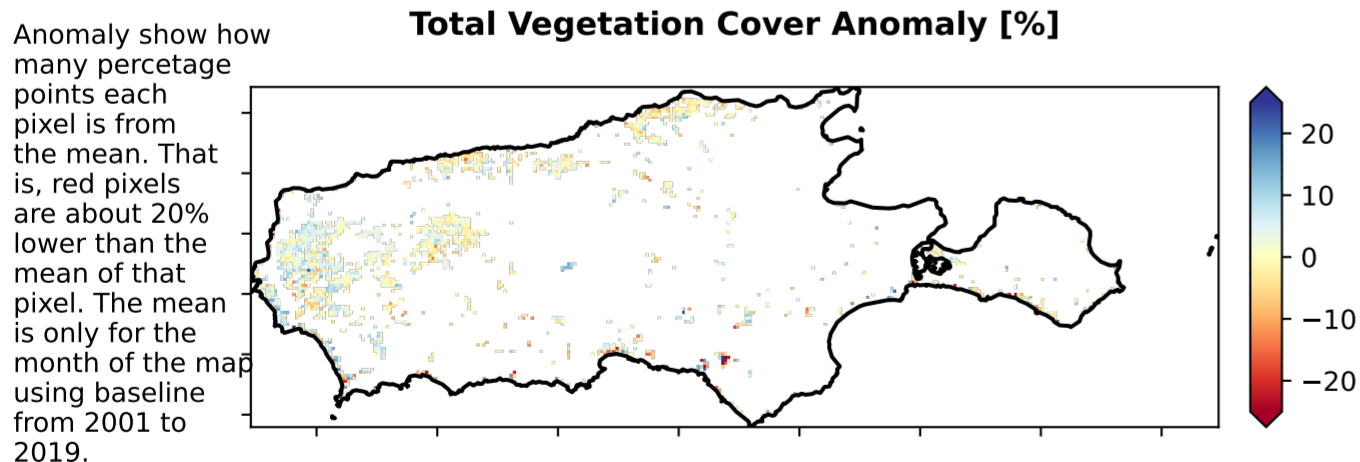 Total Vegetation Cover Anomaly [%]
Anomaly show how
many percetage
points each
pixel is from
the mean. That
is, red pixels
are about 20%
lower than the
mean of that
pixel. The mean
is only for the
month of the map
using baseline
from 2001 to
2019.
20
10
0
−10
−20